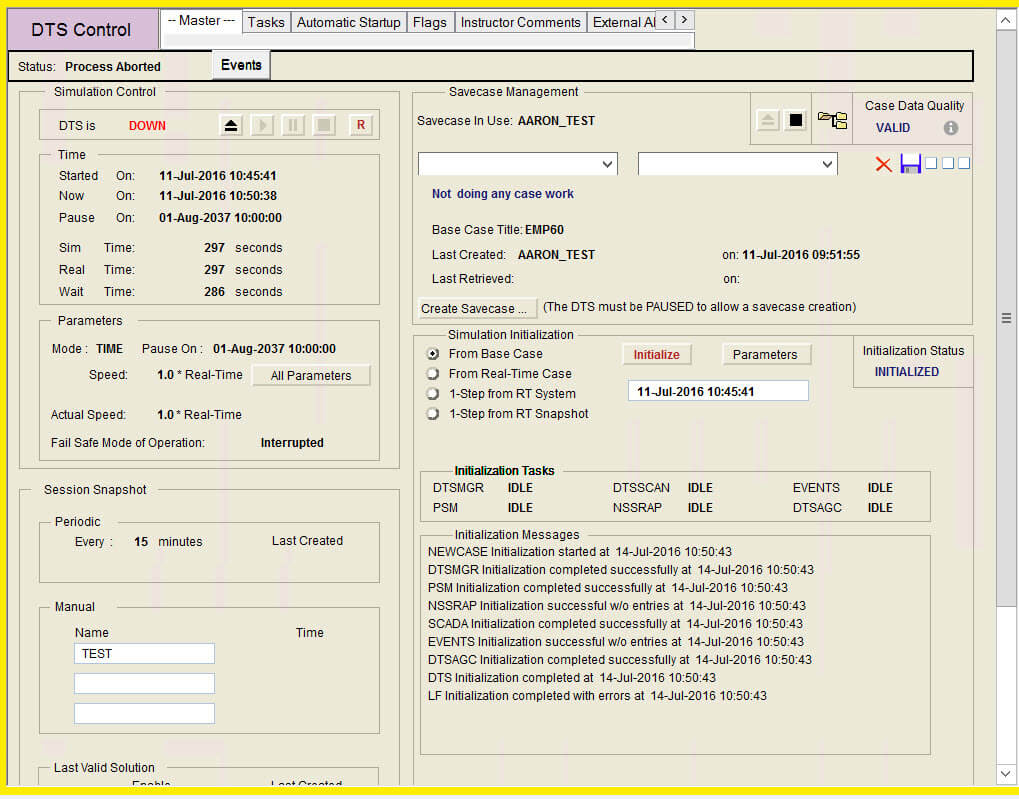 DTS Control
-- Master --- Tasks Automatic Startup Flags Instructor Comments External Al < >
Status: Process Aborted Events
Simulation Control
DTS is DOWN R
Time
Started On: 11-Jul-2016 10:45:41
Now On: 11-Jul-2016 10:50:38
Pause On: 01-Aug-2037 10:00:00
Sim Time: 297 seconds
Real Time: 297 seconds
Wait Time: 286 seconds
Parameters
Mode : TIME Pause On : 01-Aug-2037 10:00:00
Speed: 1.0 * Real-Time All Parameters
Actual Speed: 1.0 * Real-Time
Fail Safe Mode of Operation: Interrupted
Session Snapshot
Periodic
Every : 15 minutes Last Created
Manual
Name Time
TEST
Last Valid Solution
Enable Last Created
Savecase Management
Savecase In Use: AARON_TEST
Case Data Quality
VALID
Not doing any case work
Base Case Title: EMP60
Last Created: AARON_TEST on: 11-Jul-2016 09:51:55
Last Retrieved: on:
Create Savecase ... (The DTS must be PAUSED to allow a savecase creation)
Simulation Initialization
From Base Case Initialize Parameters
From Real-Time Case
1-Step from RT System 11-Jul-2016 10:45:41
1-Step from RT Snapshot
Initialization Status
INITIALIZED
Initialization Tasks
DTSMGR IDLE DTSSCAN IDLE EVENTS IDLE
PSM IDLE NSSRAP IDLE DTSAGC IDLE
Initialization Messages
NEWCASE Initialization started at 14-Jul-2016 10:50:43
DTSMGR Initialization completed successfully at 14-Jul-2016 10:50:43
PSM Initialization completed successfully at 14-Jul-2016 10:50:43
NSSRAP Initialization successful w/o entries at 14-Jul-2016 10:50:43
SCADA Initialization completed successfully at 14-Jul-2016 10:50:43
EVENTS Initialization successful w/o entries at 14-Jul-2016 10:50:43
DTSAGC Initialization completed successfully at 14-Jul-2016 10:50:43
DTS Initialization completed at 14-Jul-2016 10:50:43
LF Initialization completed with errors at 14-Jul-2016 10:50:43